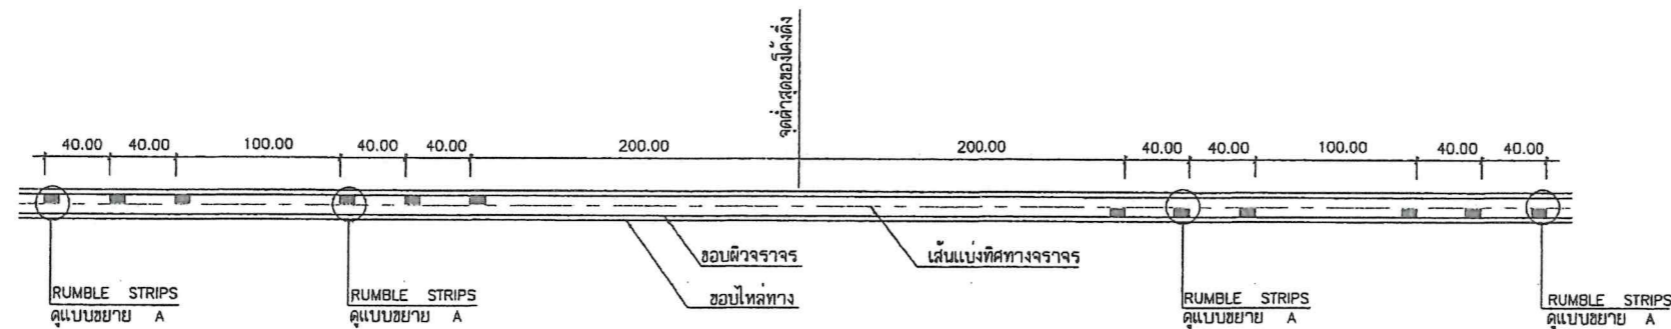 จุดต่ำสุดของโค้งดิ่ง
40.00 40.00 100.00 40.00 40.00 200.00 200.00 40.00 40.00 100.00 40.00 40.00
ขอบผิวจราจร
เส้นแบ่งทิศทางจราจร
ขอบไหล่ทาง
RUMBLE STRIPS
ดูแบบขยาย A
RUMBLE STRIPS
ดูแบบขยาย A
RUMBLE STRIPS
ดูแบบขยาย A
RUMBLE STRIPS
ดูแบบขยาย A